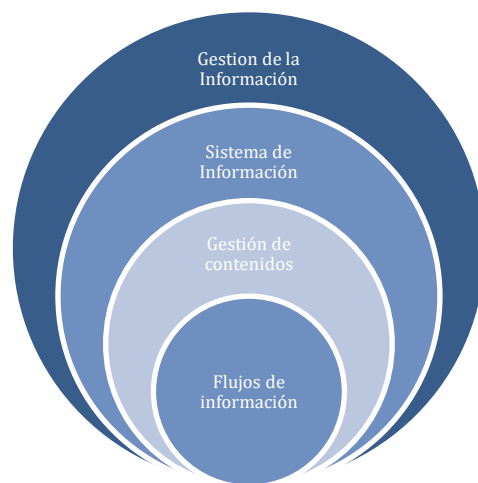 Gestion de la
Información
Sistema de
Información
Gestión de
contenidos
Flujos de
información